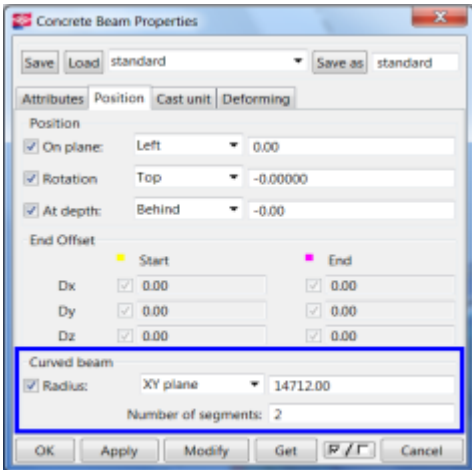 Concrete Beam Properties
Save Load standard Save as standard
Attributes Position Cast unit Deforming
Position
On plane: Left 0.00
Rotation Top -0.00000
At depth: Behind -0.00
End Offset
Start End
Dx 0.00 0.00
Dy 0.00 0.00
Dz 0.00 0.00
Curved beam
Radius: XY plane 14712.00
Number of segments: 2
OK Apply Modify Get / Cancel